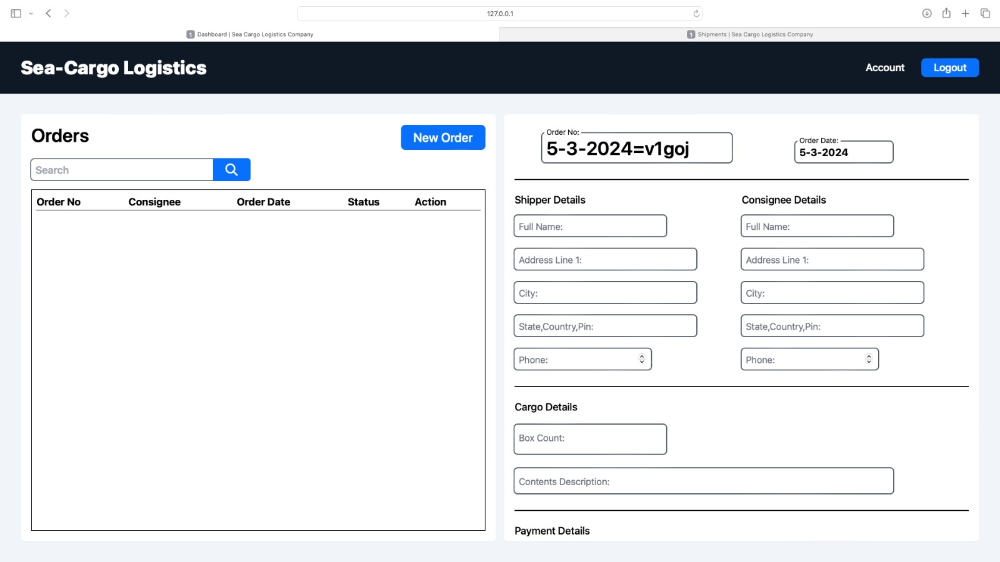 127.0.0.1
1 Dashboard | Sea Cargo Logistics Company
1 Shipments | Sea Cargo Logistics Company
Sea-Cargo Logistics
Account
Logout
Orders
New Order
Search
Order No Consignee Order Date Status Action
Order No:
5-3-2024=v1goj
Order Date:
5-3-2024
Shipper Details
Full Name:
Address Line 1:
City:
State,Country,Pin:
Phone:
Consignee Details
Full Name:
Address Line 1:
City:
State,Country,Pin:
Phone:
Cargo Details
Box Count:
Contents Description:
Payment Details